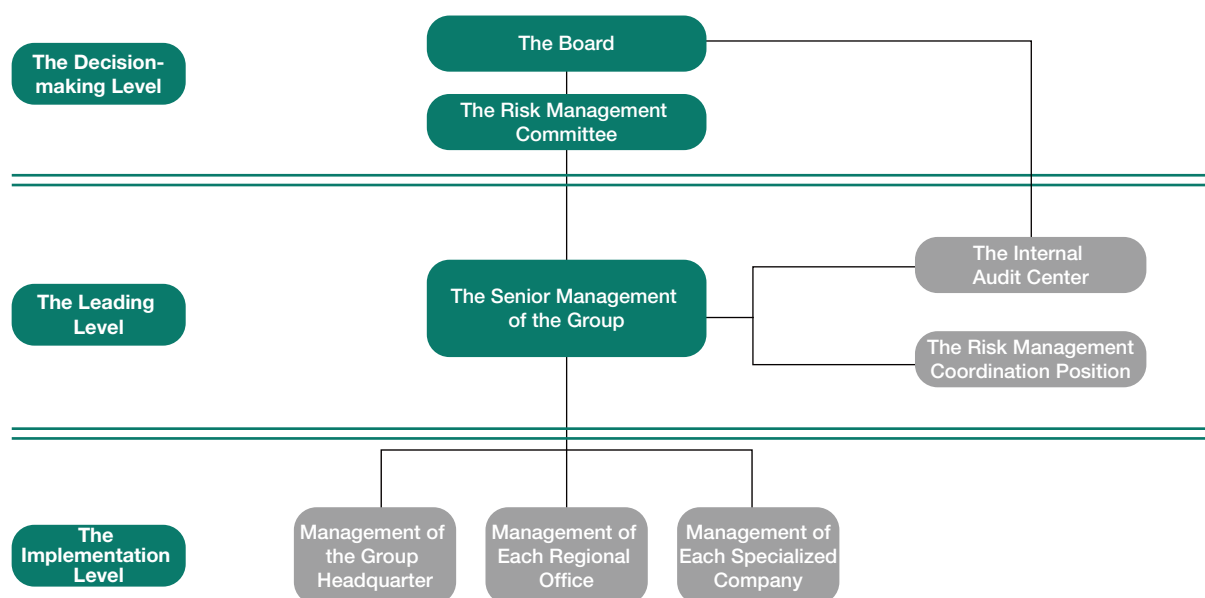 The Decision-
making Level
The Board
The Risk Management
Committee
The Leading
Level
The Senior Management
of the Group
The Internal
Audit Center
The Risk Management
Coordination Position
The
Implementation
Level
Management of
the Group
Headquarter
Management of
Each Regional
Office
Management of
Each Specialized
Company